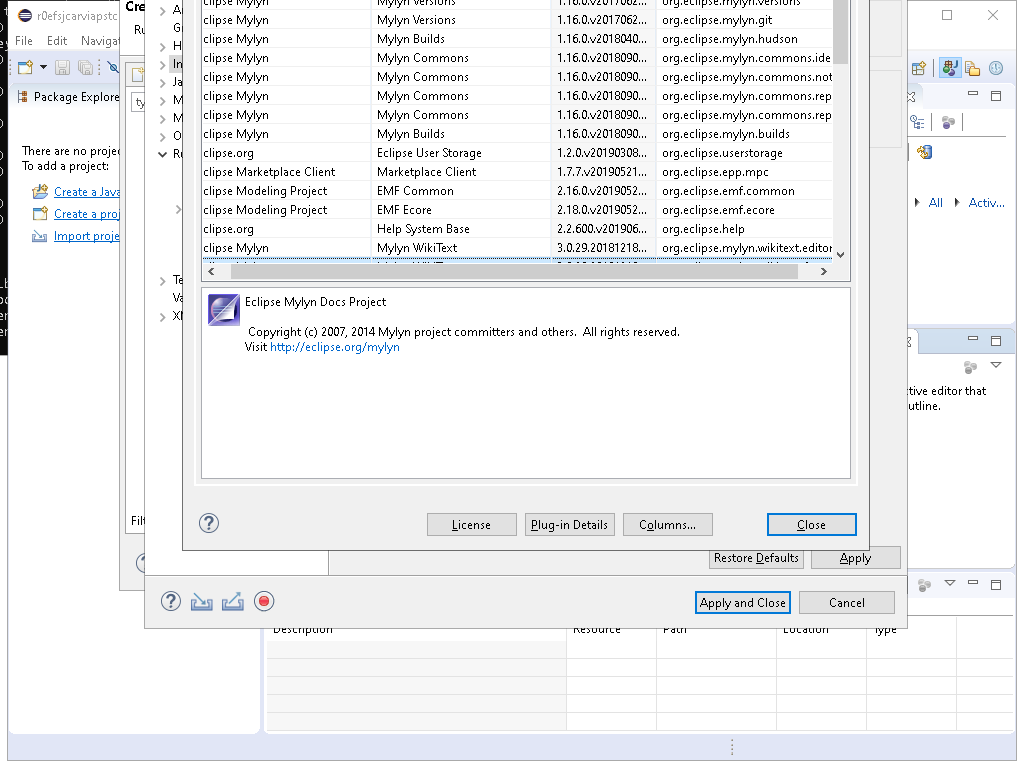 r0efsjcarviapstc
File Edit Navigat
Package Explore
There are no projec
To add a project:
Create a Java
Create a proj
Import proje
Cre
Ru
ty
Filt
A
G
H
In
Ja
M
M
O
Ru
Te
Va
XM
clipse Mylyn Mylyn Versions 1.16.0.v2017062... org.eclipse.mylyn.versions
clipse Mylyn Mylyn Versions 1.16.0.v2017062... org.eclipse.mylyn.git
clipse Mylyn Mylyn Builds 1.16.0.v2018040... org.eclipse.mylyn.hudson
clipse Mylyn Mylyn Commons 1.16.0.v2018090... org.eclipse.mylyn.commons.ide
clipse Mylyn Mylyn Commons 1.16.0.v2018090... org.eclipse.mylyn.commons.not
clipse Mylyn Mylyn Commons 1.16.0.v2018090... org.eclipse.mylyn.commons.rep
clipse Mylyn Mylyn Commons 1.16.0.v2018090... org.eclipse.mylyn.commons.rep
clipse Mylyn Mylyn Builds 1.16.0.v2018090... org.eclipse.mylyn.builds
clipse.org Eclipse User Storage 1.2.0.v20190308... org.eclipse.userstorage
clipse Marketplace Client Marketplace Client 1.7.7.v20190521... org.eclipse.epp.mpc
clipse Modeling Project EMF Common 2.16.0.v2019052... org.eclipse.emf.common
clipse Modeling Project EMF Ecore 2.18.0.v2019052... org.eclipse.emf.ecore
clipse.org Help System Base 2.2.600.v201906... org.eclipse.help
clipse Mylyn Mylyn WikiText 3.0.29.20181218... org.eclipse.mylyn.wikitext.editor
Eclipse Mylyn Docs Project
Copyright (c) 2007, 2014 Mylyn project committers and others. All rights reserved.
Visit http://eclipse.org/mylyn
License Plug-in Details Columns... Close
Restore Defaults Apply
Apply and Close Cancel
All Activ...
ctive editor that
utline.
Description Resource Path Location Type